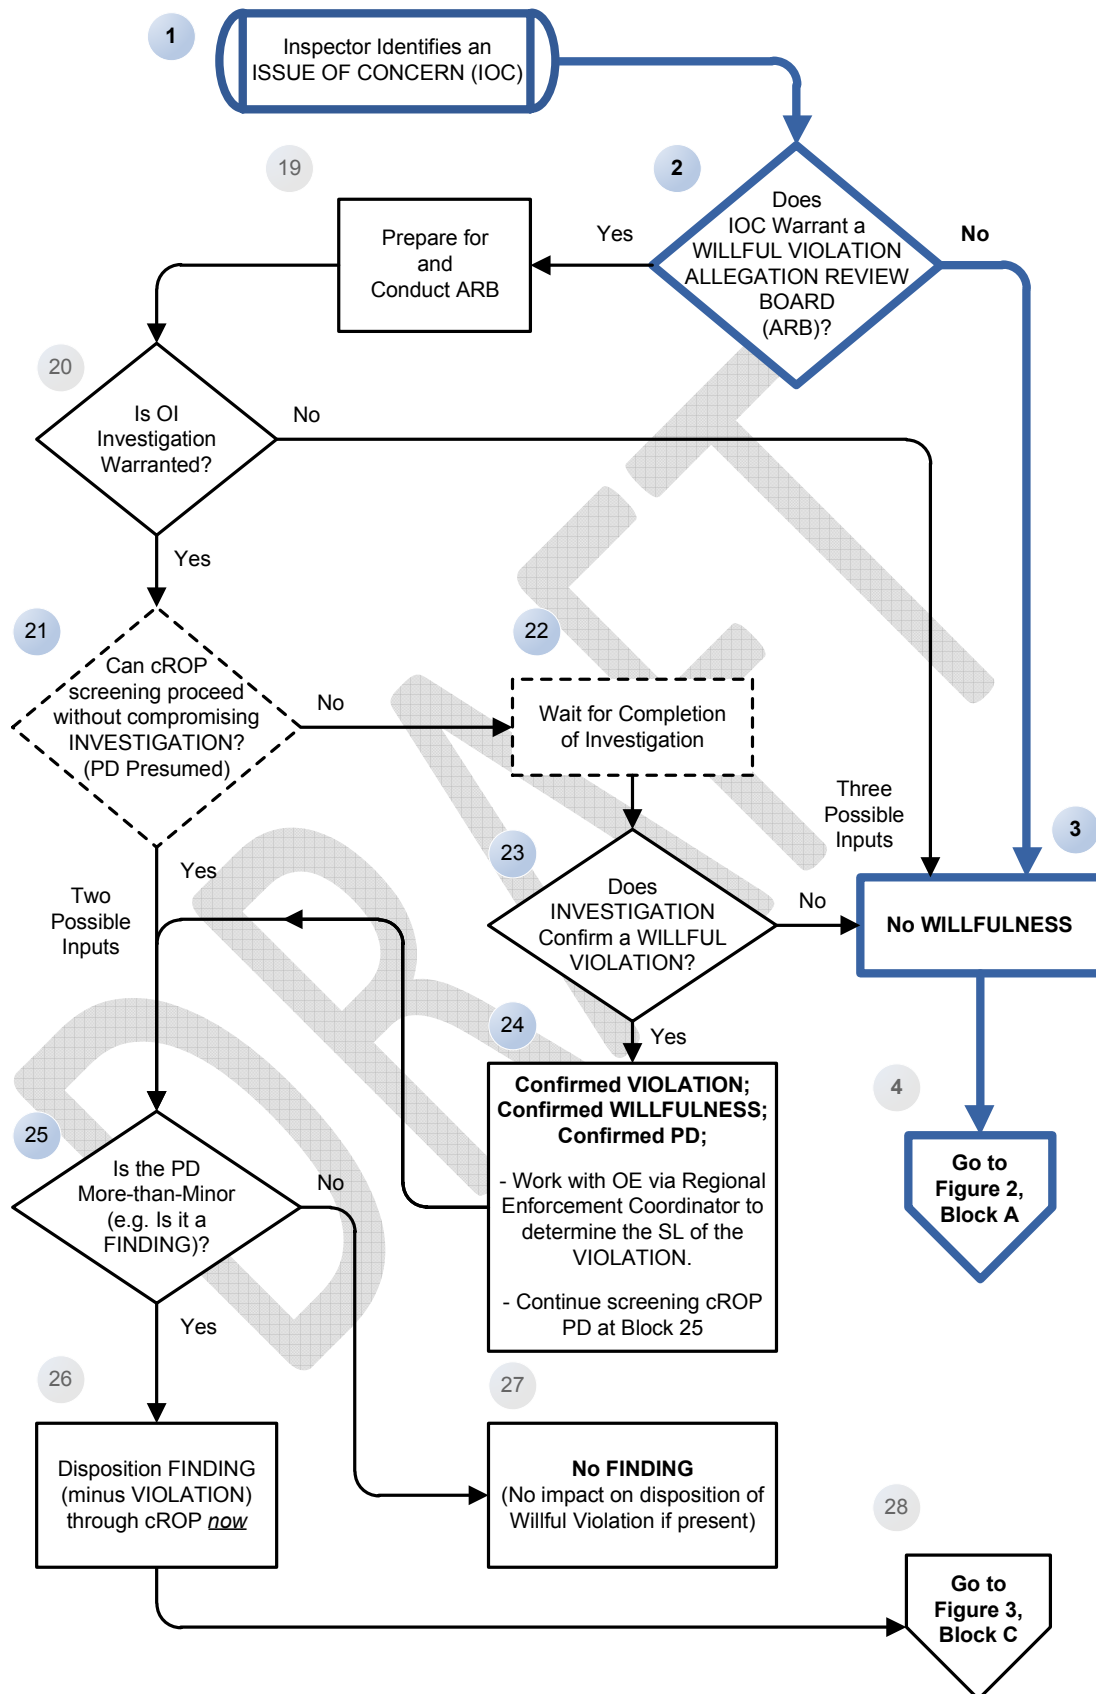 1
Inspector Identifies an
ISSUE OF CONCERN (IOC)
19
2
Does
IOC Warrant a
WILLFUL VIOLATION
ALLEGATION REVIEW
BOARD
(ARB)?
Yes
No
Prepare for
and
Conduct ARB
20
Is OI
Investigation
Warranted?
No
Yes
21
Can cROP
screening proceed
without compromising
INVESTIGATION?
(PD Presumed)
No
22
Wait for Completion
of Investigation
Three
Possible
Inputs
3
No WILLFULNESS
Yes
Two
Possible
Inputs
23
Does
INVESTIGATION
Confirm a WILLFUL
VIOLATION?
No
Yes
24
Confirmed VIOLATION;
Confirmed WILLFULNESS;
Confirmed PD;
- Work with OE via Regional
Enforcement Coordinator to
determine the SL of the
VIOLATION.
- Continue screening cROP
PD at Block 25
4
Go to
Figure 2,
Block A
25
Is the PD
More-than-Minor
(e.g. Is it a
FINDING)?
No
Yes
26
Disposition FINDING
(minus VIOLATION)
through cROP now
27
No FINDING
(No impact on disposition of
Willful Violation if present)
28
Go to
Figure 3,
Block C
DRAFT